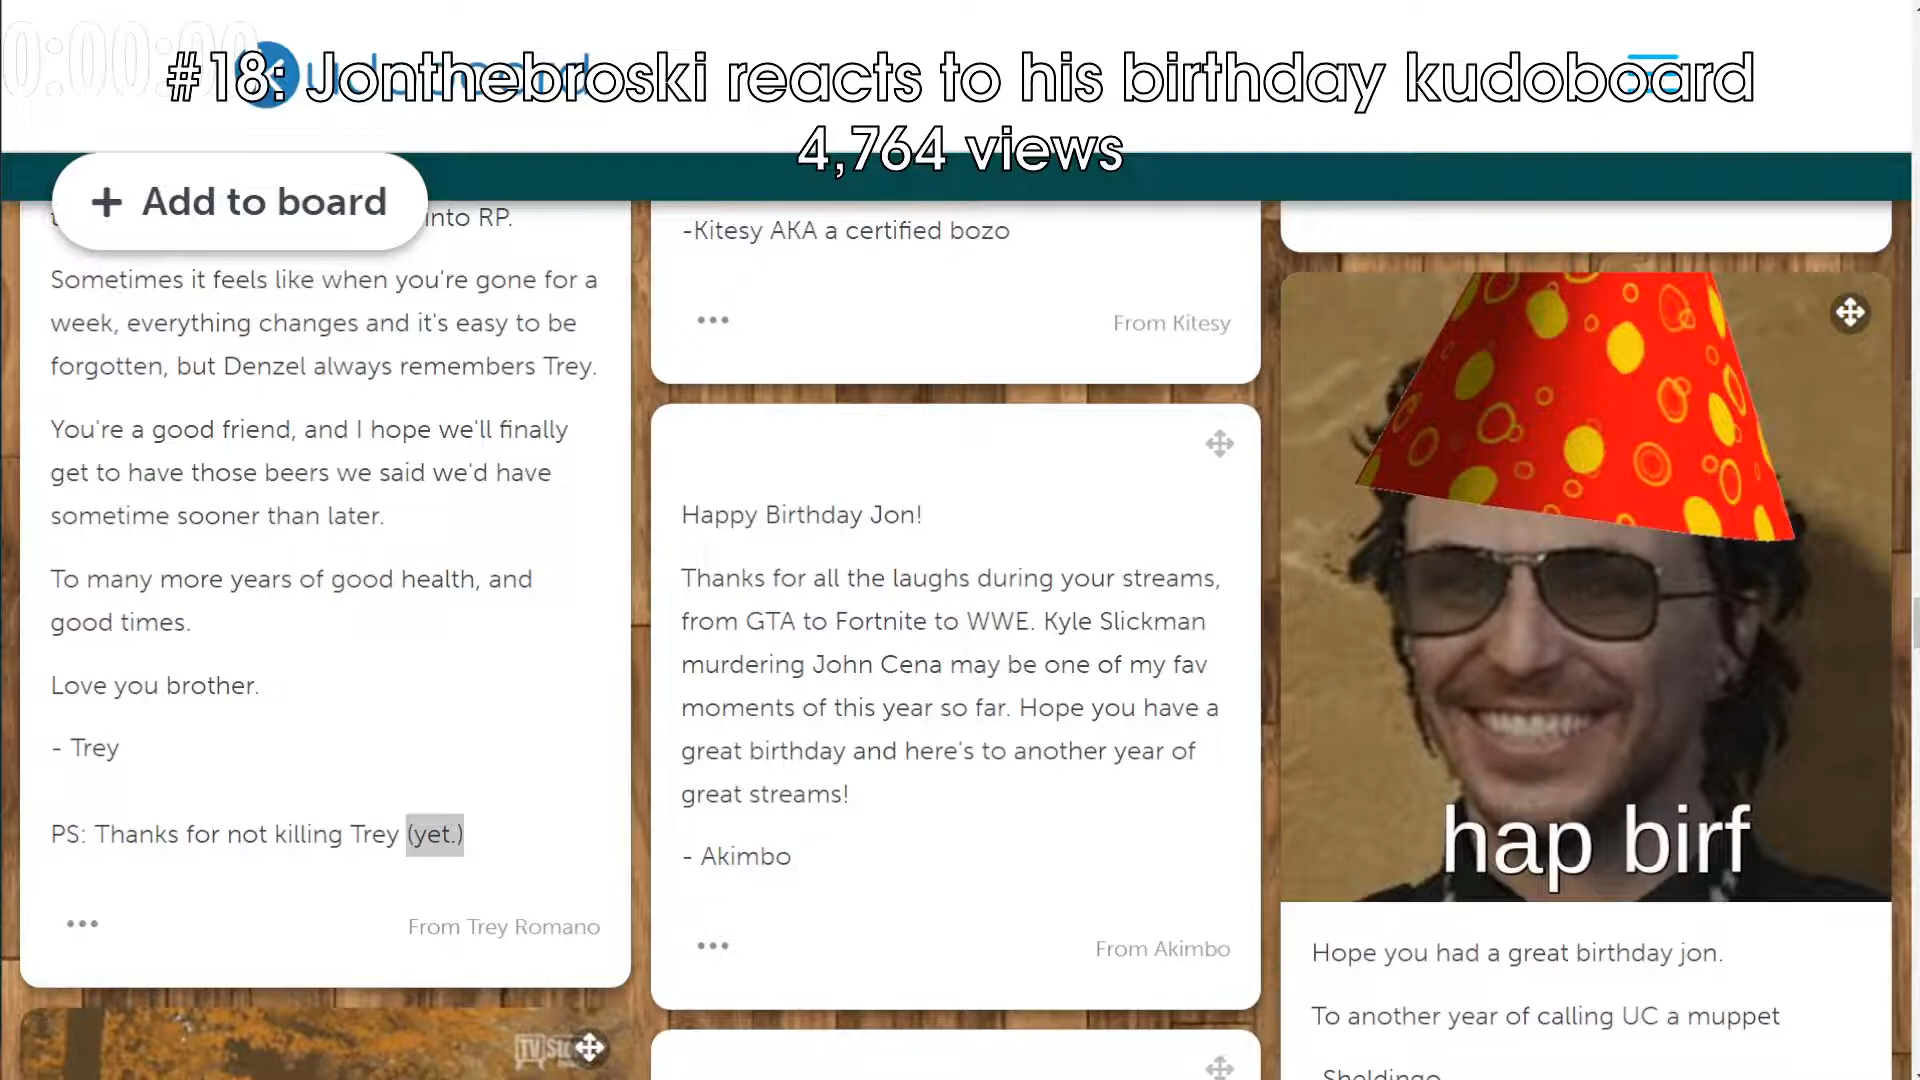 0:00:00
#18: Jonthebroski reacts to his birthday kudoboard
4,764 views
+ Add to board
into RP.
Sometimes it feels like when you're gone for a
week, everything changes and it's easy to be
forgotten, but Denzel always remembers Trey.
You're a good friend, and I hope we'll finally
get to have those beers we said we'd have
sometime sooner than later.
To many more years of good health, and
good times.
Love you brother.
- Trey
PS: Thanks for not killing Trey (yet.)
From Trey Romano
-Kitesy AKA a certified bozo
From Kitesy
Happy Birthday Jon!
Thanks for all the laughs during your streams,
from GTA to Fortnite to WWE. Kyle Slickman
murdering John Cena may be one of my fav
moments of this year so far. Hope you have a
great birthday and here's to another year of
great streams!
- Akimbo
From Akimbo
hap birf
Hope you had a great birthday jon.
To another year of calling UC a muppet
Sheldingo